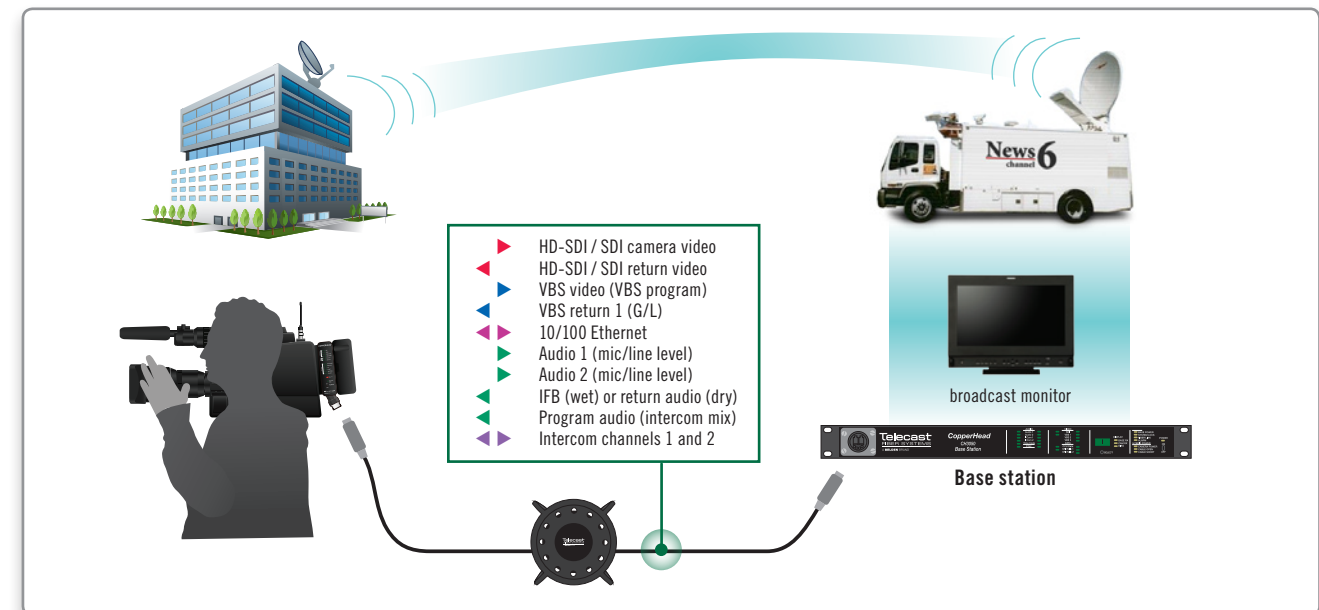 News 6
channel
HD-SDI / SDI camera video
HD-SDI / SDI return video
VBS video (VBS program)
VBS return 1 (G/L)
10/100 Ethernet
Audio 1 (mic/line level)
Audio 2 (mic/line level)
IFB (wet) or return audio (dry)
Program audio (intercom mix)
Intercom channels 1 and 2
broadcast monitor
Telecast
FIBER SYSTEMS
CopperHead
Base Station
Base station
Telecast